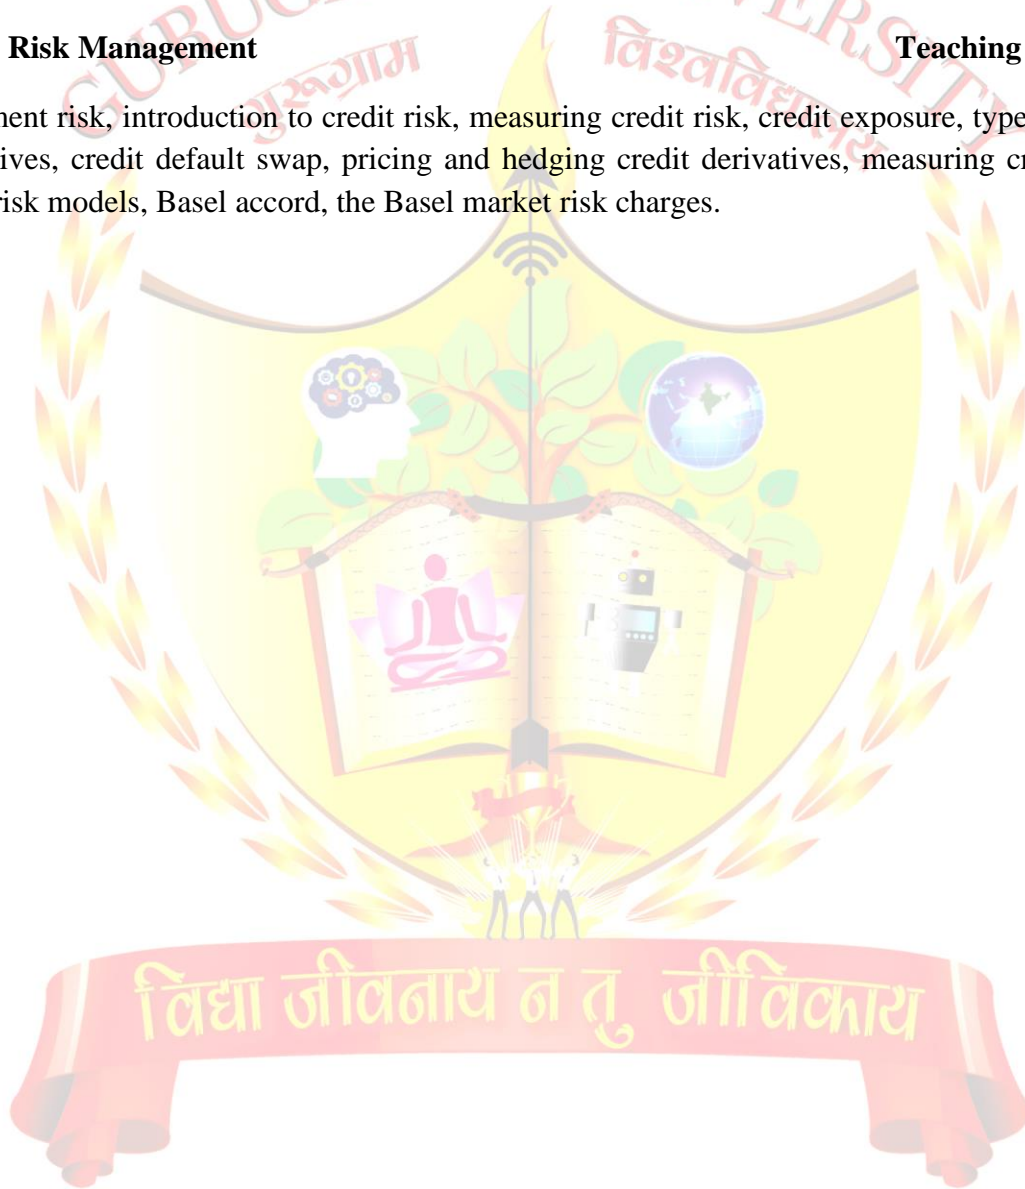 Risk Management Teaching
ment risk, introduction to credit risk, measuring credit risk, credit exposure, type
tives, credit default swap, pricing and hedging credit derivatives, measuring cr
risk models, Basel accord, the Basel market risk charges.
गुरूग्राम विश्वविद्यालय
विद्या जीवनाय न तु जीविकाय